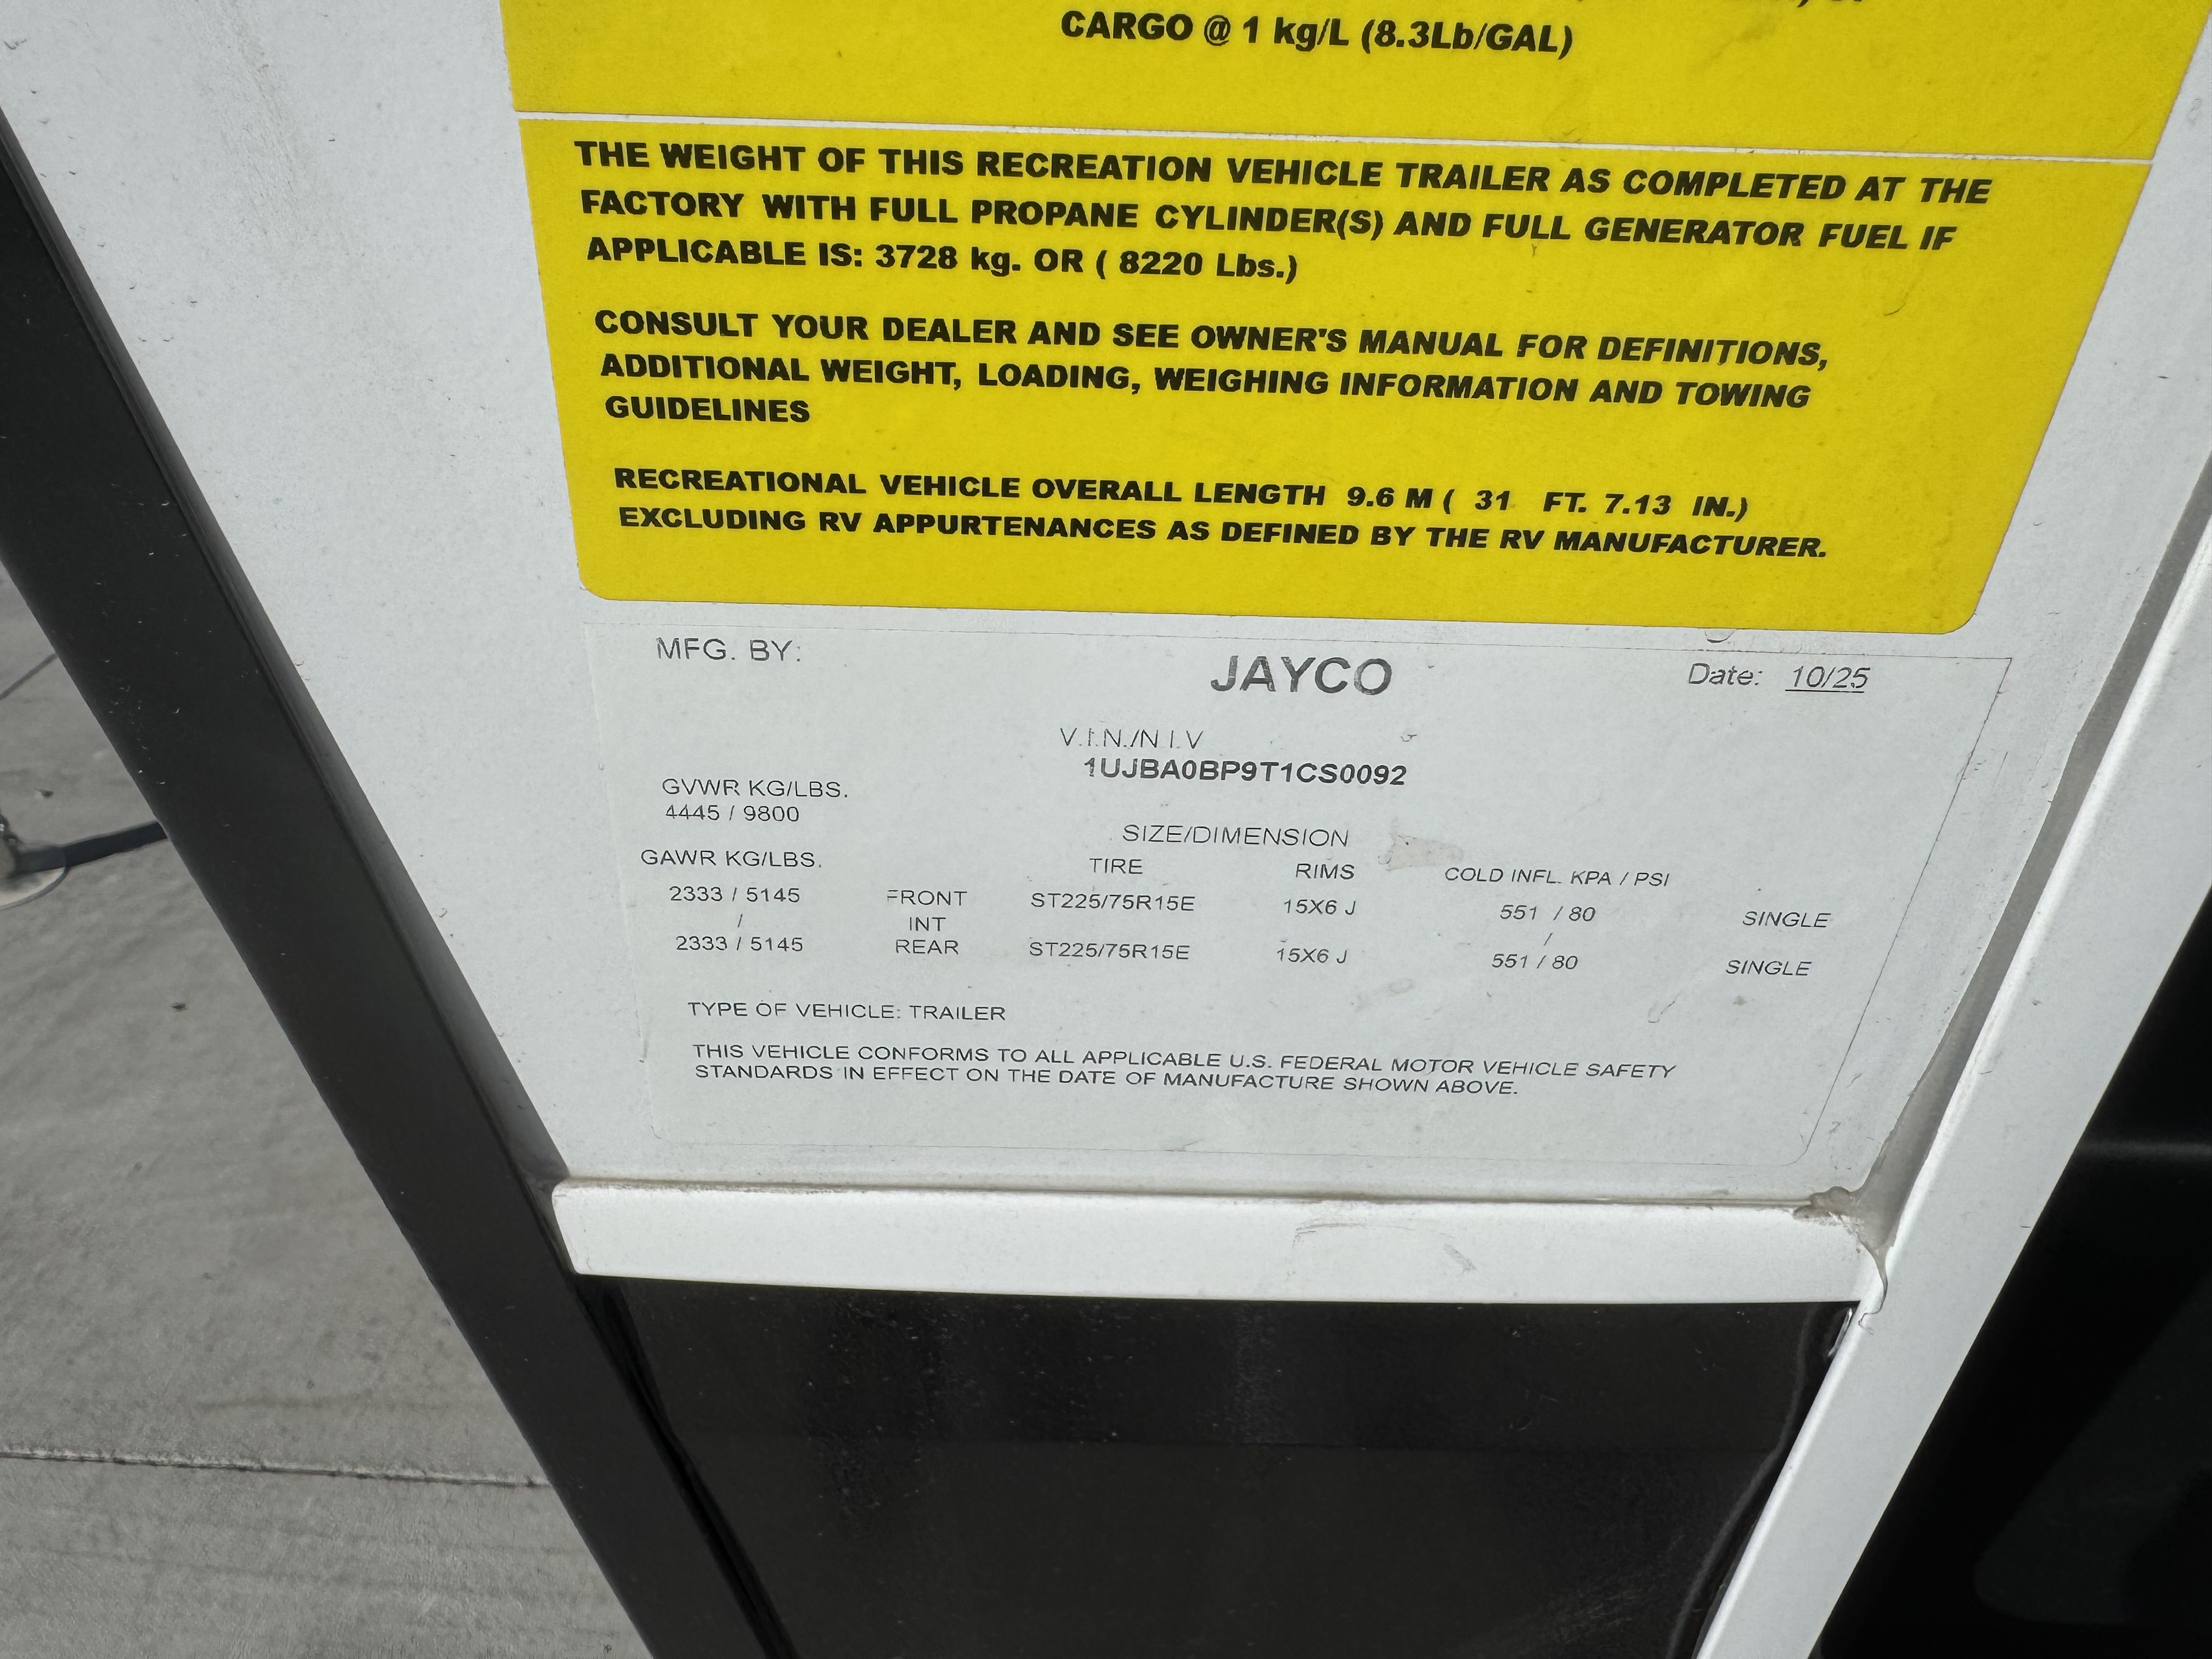 CARGO @ 1 kg/L (8.3Lb/GAL)
THE WEIGHT OF THIS RECREATION VEHICLE TRAILER AS COMPLETED AT THE
FACTORY WITH FULL PROPANE CYLINDER(S) AND FULL GENERATOR FUEL IF
APPLICABLE IS: 3728 kg. OR ( 8220 Lbs.)
CONSULT YOUR DEALER AND SEE OWNER'S MANUAL FOR DEFINITIONS,
ADDITIONAL WEIGHT, LOADING, WEIGHING INFORMATION AND TOWING
GUIDELINES
RECREATIONAL VEHICLE OVERALL LENGTH 9.6 M ( 31 FT. 7.13 IN.)
EXCLUDING RV APPURTENANCES AS DEFINED BY THE RV MANUFACTURER.
MFG. BY: JAYCO Date: 10/25
V.I.N./N.I.V
1UJBA0BP9T1CS0092
GVWR KG/LBS.
4445 / 9800
SIZE/DIMENSION
GAWR KG/LBS. TIRE RIMS COLD INFL. KPA / PSI
2333 / 5145 FRONT ST225/75R15E 15X6 J 551 / 80 SINGLE
/ INT /
2333 / 5145 REAR ST225/75R15E 15X6 J 551 / 80 SINGLE
TYPE OF VEHICLE: TRAILER
THIS VEHICLE CONFORMS TO ALL APPLICABLE U.S. FEDERAL MOTOR VEHICLE SAFETY
STANDARDS IN EFFECT ON THE DATE OF MANUFACTURE SHOWN ABOVE.